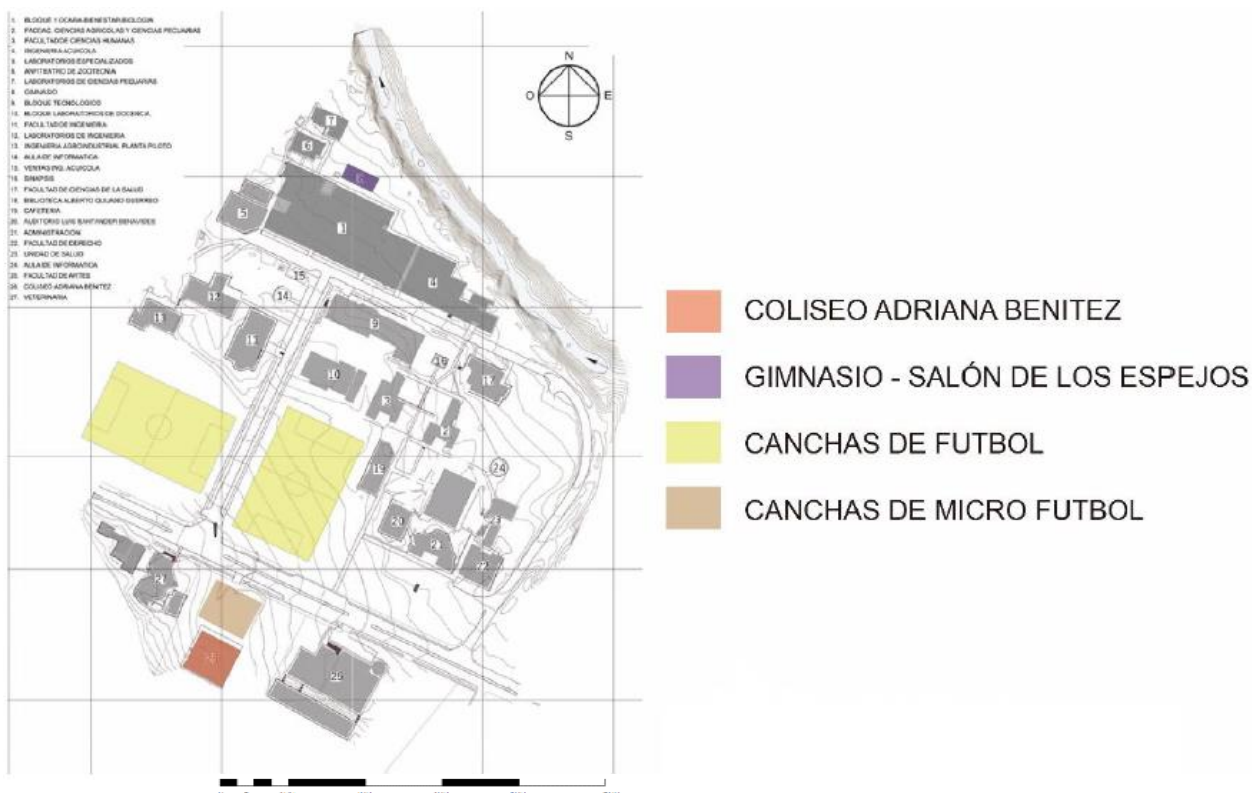 1. BLOQUE 1 OCARA-BIENESTAR-BIOLOGIA
2. FACDAD. CIENCIAS AGRICOLAS Y CIENCIAS PECUARIAS
3. FACULTAD DE CIENCIAS HUMANAS
4. INGENIERIA ACUICOLA
5. LABORATORIOS ESPECIALIZADOS
6. ANFITEATRO DE ZOOTECNIA
7. LABORATORIOS DE CIENCIAS PECUARIAS
8. GIMNASIO
9. BLOQUE TECNOLOGICO
10. BLOQUE LABORATORIOS DE DOCENCIA.
11. FACULTAD DE INGENIERIA
12. LABORATORIOS DE INGENIERIA
13. INGENIERIA AGROINDUSTRIAL PLANTA PILOTO
14. AULA DE INFORMATICA
15. VENTAS ING. ACUICOLA
16. SINAPSIS
17. FACULTAD DE CIENCIAS DE LA SALUD
18. BIBLIOTECA ALBERTO QUIJANO GUERRERO
19. CAFETERIA
20. AUDITORIO LUIS SANTANDER BENAVIDES
21. ADMINISTRACION
22. FACULTAD DE DERECHO
23. UNIDAD DE SALUD
24. AULA DE INFORMATICA
25. FACULTAD DE ARTES
26. COLISEO ADRIANA BENITEZ
27. VETERINARIA
N
O E
S
7
6
5
1
15
4
12
14
13
9
11
10
3
17
2
19
24
20
23
21
22
27
COLISEO ADRIANA BENITEZ
GIMNASIO - SALÓN DE LOS ESPEJOS
CANCHAS DE FUTBOL
CANCHAS DE MICRO FUTBOL